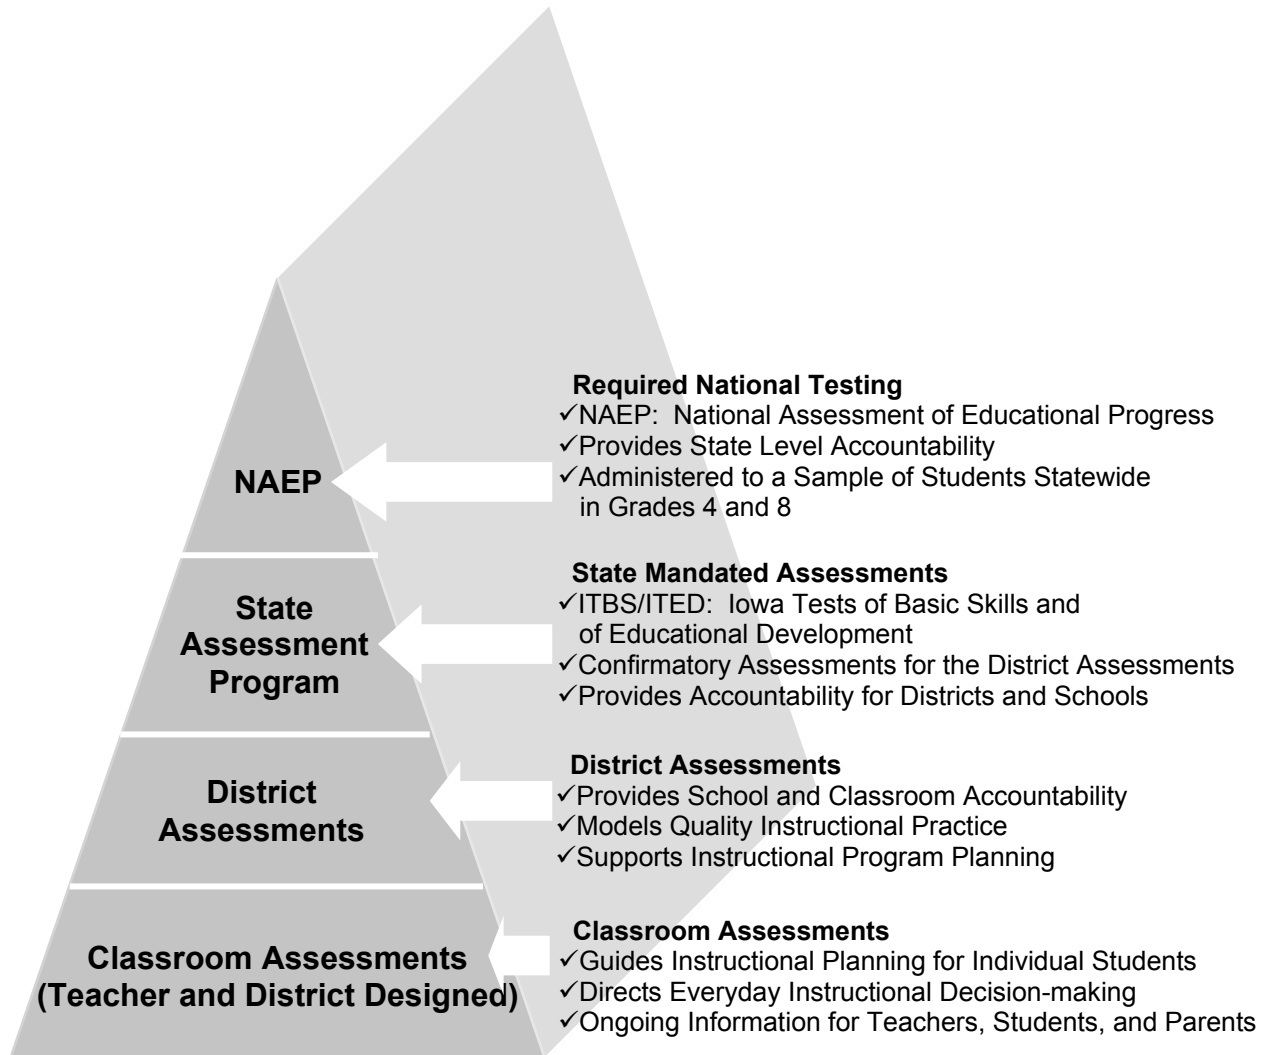 Required National Testing
✓NAEP: National Assessment of Educational Progress
✓Provides State Level Accountability
✓Administered to a Sample of Students Statewide
in Grades 4 and 8
NAEP
State Mandated Assessments
✓ITBS/ITED: Iowa Tests of Basic Skills and
of Educational Development
✓Confirmatory Assessments for the District Assessments
✓Provides Accountability for Districts and Schools
State
Assessment
Program
District Assessments
✓Provides School and Classroom Accountability
✓Models Quality Instructional Practice
✓Supports Instructional Program Planning
District
Assessments
Classroom Assessments
✓Guides Instructional Planning for Individual Students
✓Directs Everyday Instructional Decision-making
✓Ongoing Information for Teachers, Students, and Parents
Classroom Assessments
(Teacher and District Designed)